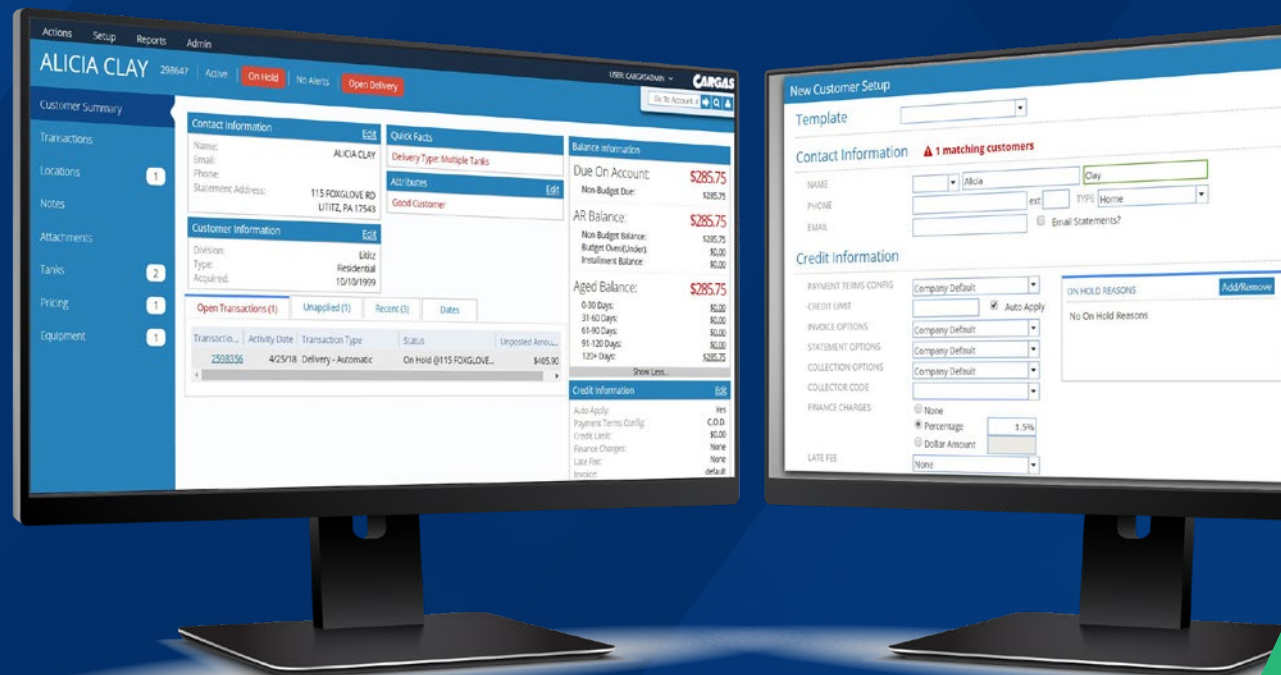 Actions Setup Reports Admin
ALICIA CLAY 298647 Active On Hold No Alerts Open Delivery
USER: CARGASADMIN
CARGAS
Go To Account #
Customer Summary
Transactions
Locations 1
Notes
Attachments
Tanks 2
Pricing 1
Equipment 1
Contact Information Edit
Name: ALICIA CLAY
Email:
Phone:
Statement Address: 115 FOXGLOVE RD
LITITZ, PA 17543
Customer Information Edit
Division: Lititz
Type: Residential
Acquired: 10/10/1999
Quick Facts
Delivery Type: Multiple Tanks
Attributes Edit
Good Customer
Open Transactions (1) Unapplied (1) Recent (3) Dates
Transactio... Activity Date Transaction Type Status Unposted Amou...
2598356 4/25/18 Delivery - Automatic On Hold @115 FOXGLOVE... $405.90
Balance Information
Due On Account: $285.75
Non-Budget Due: $285.75
AR Balance: $285.75
Non-Budget Balance: $285.75
Budget Over/(Under): $0.00
Installment Balance: $0.00
Aged Balance: $285.75
0-30 Days: $0.00
31-60 Days: $0.00
61-90 Days: $0.00
91-120 Days: $0.00
120+ Days: $285.75
Show Less...
Credit Information Edit
Auto Apply: Yes
Payment Terms Config: C.O.D.
Credit Limit: $0.00
Finance Charges: None
Late Fee: None
Invoice: default
New Customer Setup
Template
Contact Information 1 matching customers
NAME Alicia Clay
PHONE ext TYPE Home
EMAIL Email Statements?
Credit Information
PAYMENT TERMS CONFIG Company Default
CREDIT LIMIT Auto Apply
INVOICE OPTIONS Company Default
STATEMENT OPTIONS Company Default
COLLECTION OPTIONS Company Default
COLLECTOR CODE
FINANCE CHARGES None
Percentage 1.5%
Dollar Amount
LATE FEE None
ON HOLD REASONS Add/Remove
No On Hold Reasons